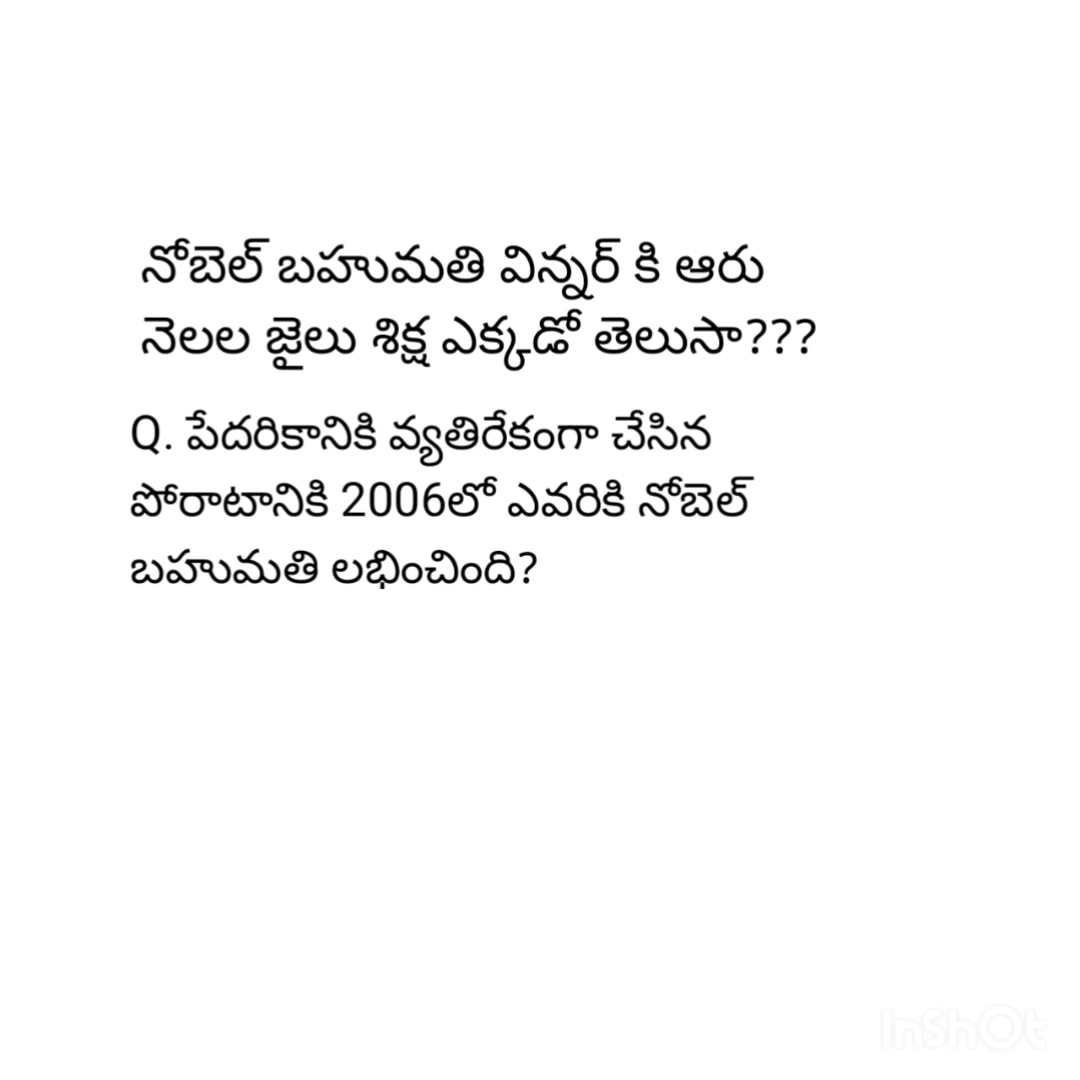 నోబెల్ బహుమతి విన్నర్ కి ఆరు
నెలల జైలు శిక్ష ఎక్కడో తెలుసా???
Q. పేదరికానికి వ్యతిరేకంగా చేసిన
పోరాటానికి 2006లో ఎవరికి నోబెల్
బహుమతి లభించింది?
InShOt